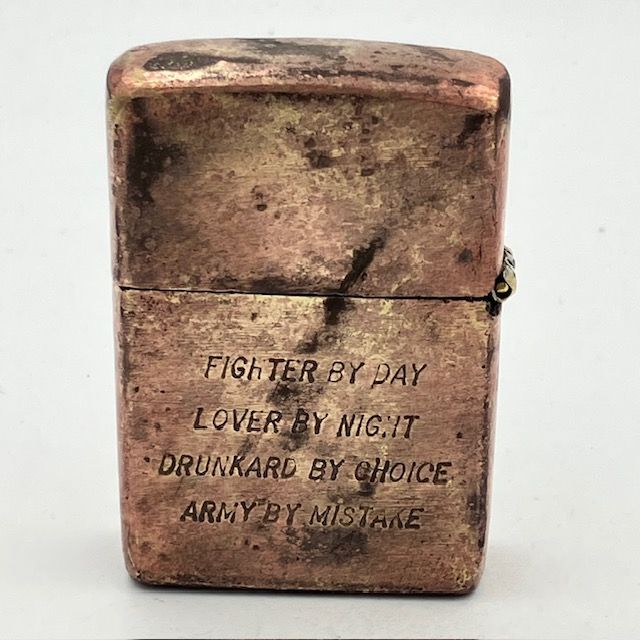 FIGhTER BY DAY
LOVER BY NIGHT
DRUNKARD BY CHOICE
ARMY BY MISTAKE